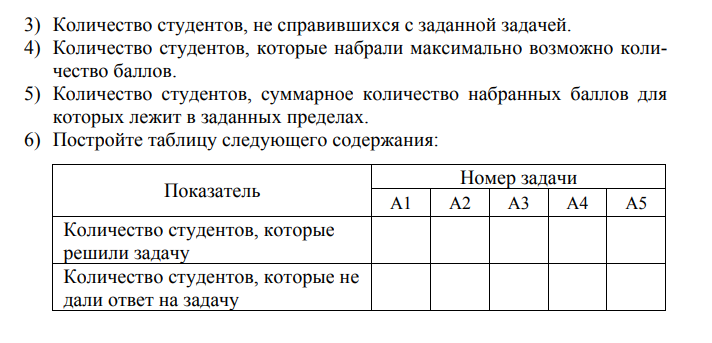 3) Количество студентов, не справившихся с заданной задачей.
4) Количество студентов, которые набрали максимально возможно коли-
чество баллов.
5) Количество студентов, суммарное количество набранных баллов для
которых лежит в заданных пределах.
6) Постройте таблицу следующего содержания:
Показатель
Номер задачи
А1 А2 А3 А4 А5
Количество студентов, которые
решили задачу
Количество студентов, которые не
дали ответ на задачу